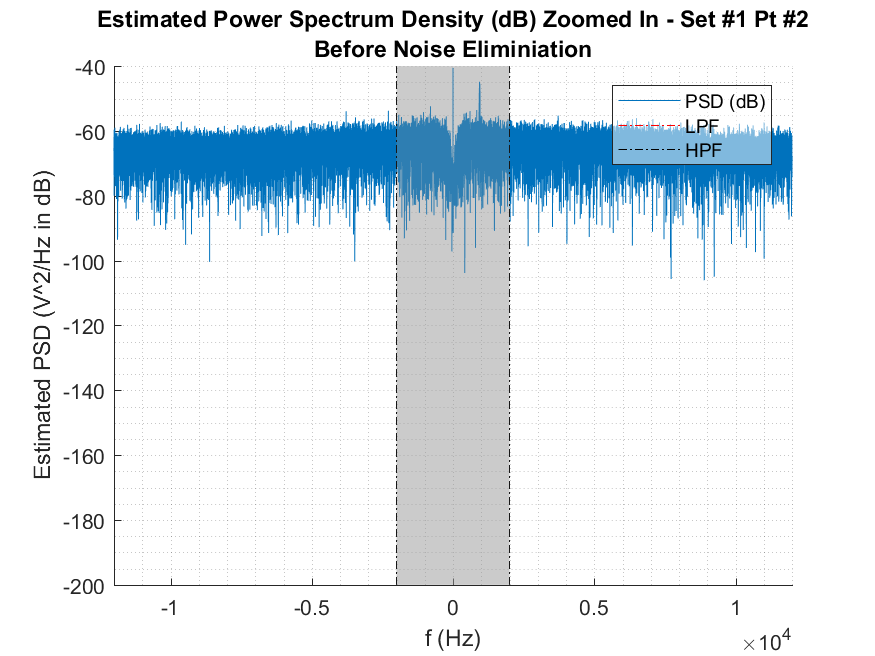 Estimated Power Spectrum Density (dB) Zoomed In - Set #1 Pt #2
Before Noise Eliminiation
PSD (dB)
LPF
HPF
Estimated PSD (V^2/Hz in dB)
-40
-60
-80
-100
-120
-140
-160
-180
-200
-1
-0.5
0
0.5
1
×10^4
f (Hz)